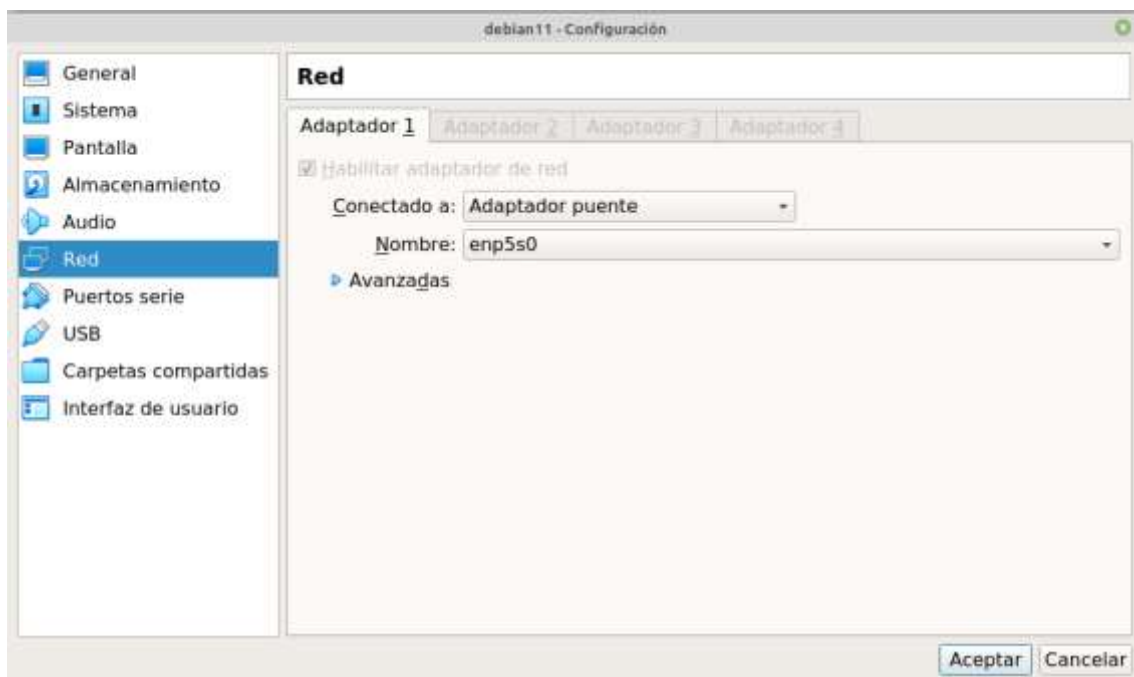 debian11 - Configuración
General
Sistema
Pantalla
Almacenamiento
Audio
Red
Puertos serie
USB
Carpetas compartidas
Interfaz de usuario
Red
Adaptador 1 Adaptador 2 Adaptador 3 Adaptador 4
Habilitar adaptador de red
Conectado a: Adaptador puente
Nombre: enp5s0
Avanzadas
Aceptar Cancelar